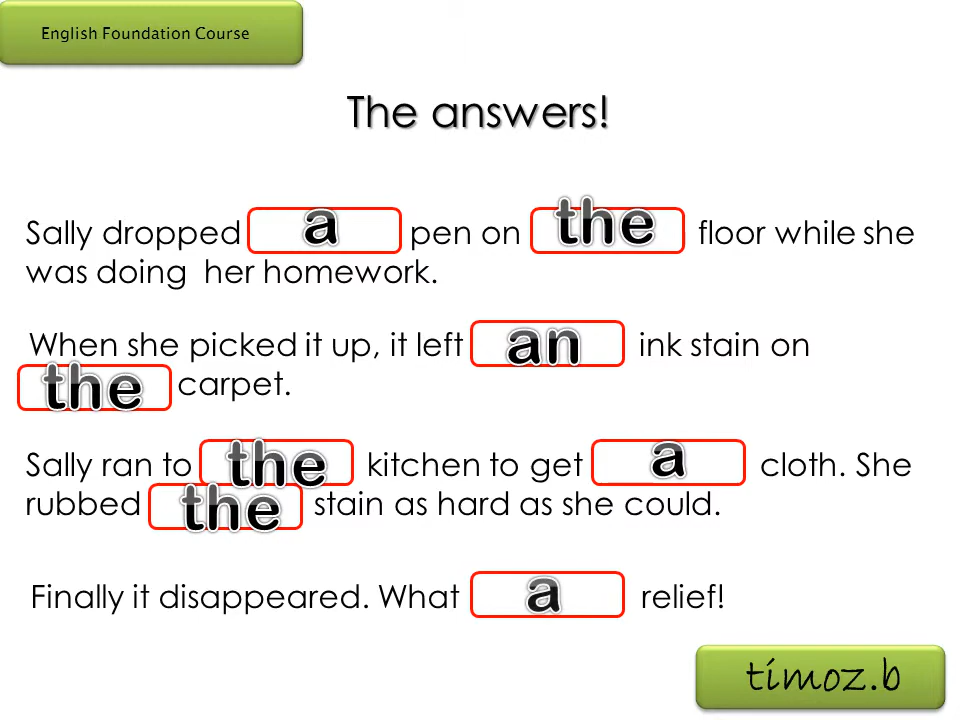 English Foundation Course
The answers!
Sally dropped a pen on the floor while she
was doing her homework.
When she picked it up, it left an ink stain on
the carpet.
Sally ran to the kitchen to get a cloth. She
rubbed the stain as hard as she could.
Finally it disappeared. What a relief!
timoz.b